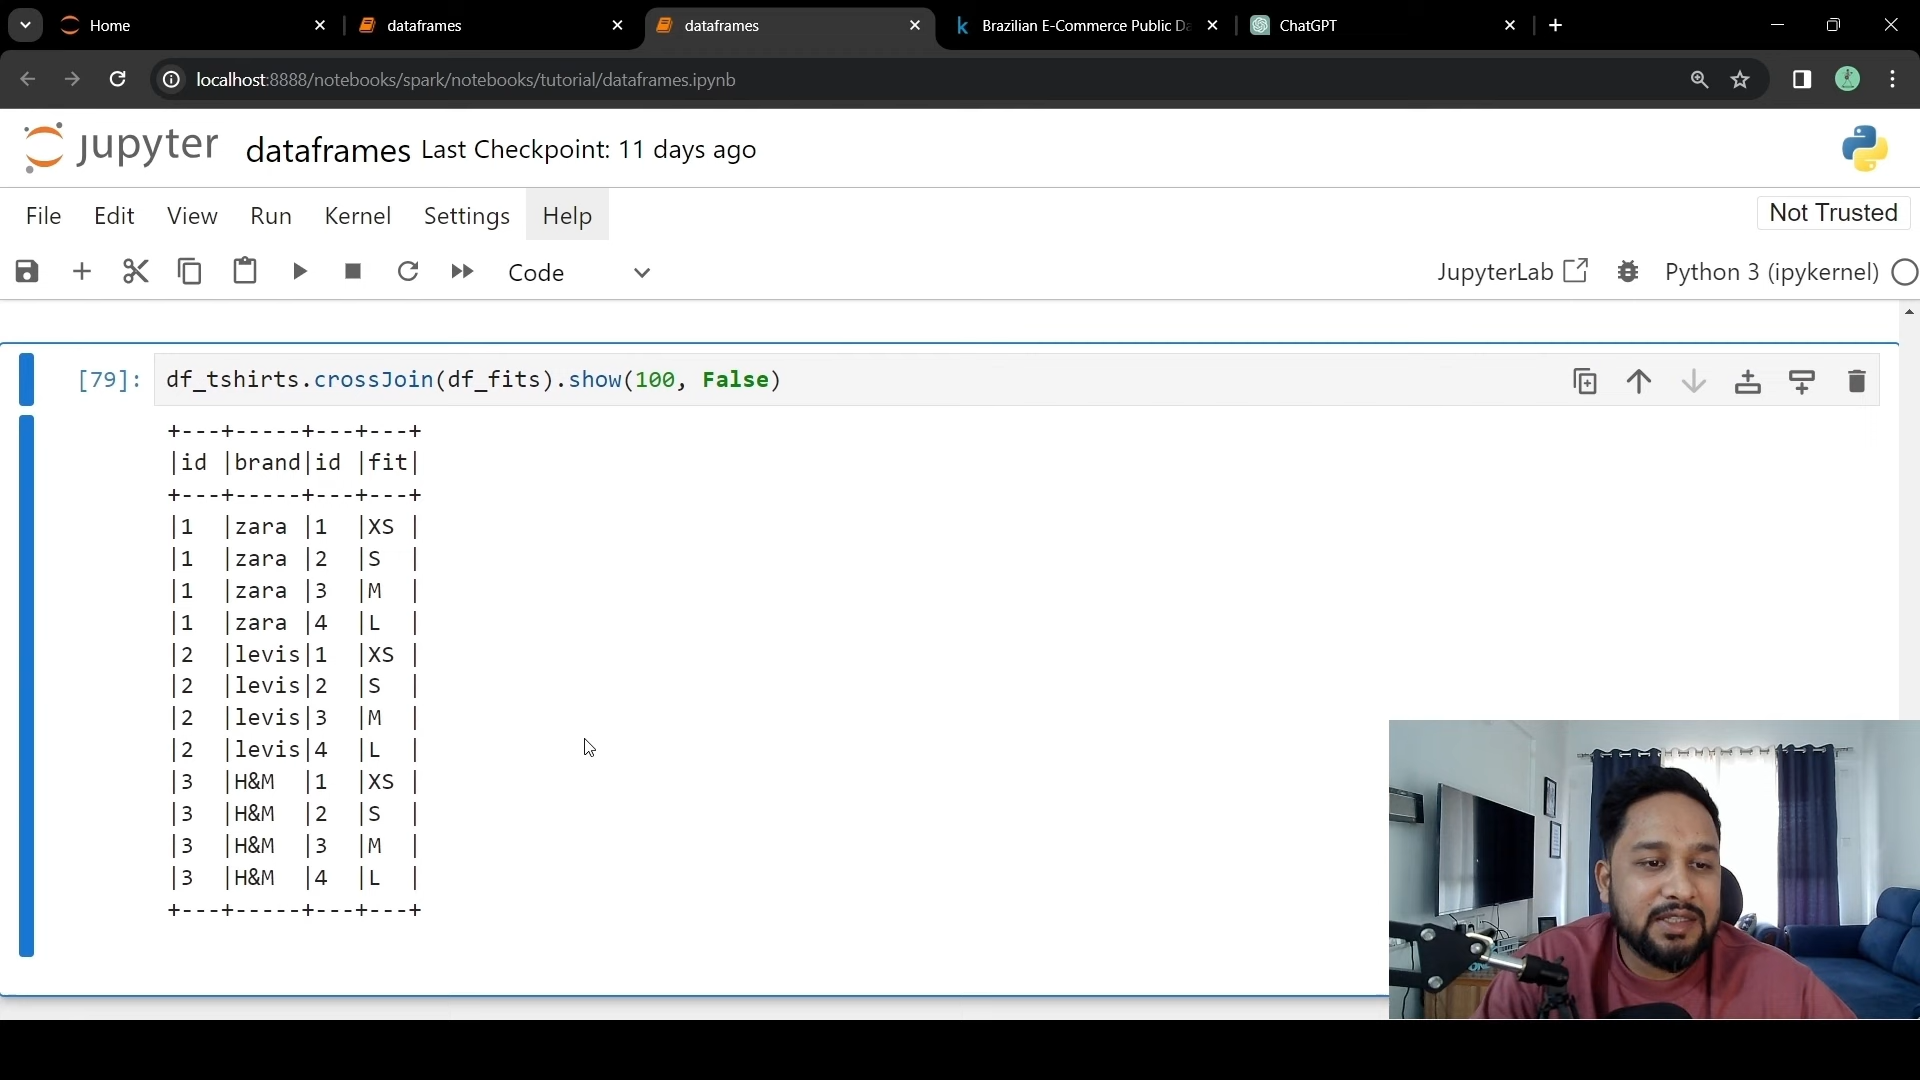 Home
dataframes
dataframes
Brazilian E-Commerce Public Da
ChatGPT
localhost:8888/notebooks/spark/notebooks/tutorial/dataframes.ipynb
jupyter dataframes Last Checkpoint: 11 days ago
File Edit View Run Kernel Settings Help
Not Trusted
Code
JupyterLab
Python 3 (ipykernel)
[79]: df_tshirts.crossJoin(df_fits).show(100, False)
+---+-----+---+---+
|id |brand|id |fit|
+---+-----+---+---+
|1  |zara |1  |XS |
|1  |zara |2  |S  |
|1  |zara |3  |M  |
|1  |zara |4  |L  |
|2  |levis|1  |XS |
|2  |levis|2  |S  |
|2  |levis|3  |M  |
|2  |levis|4  |L  |
|3  |H&M  |1  |XS |
|3  |H&M  |2  |S  |
|3  |H&M  |3  |M  |
|3  |H&M  |4  |L  |
+---+-----+---+---+